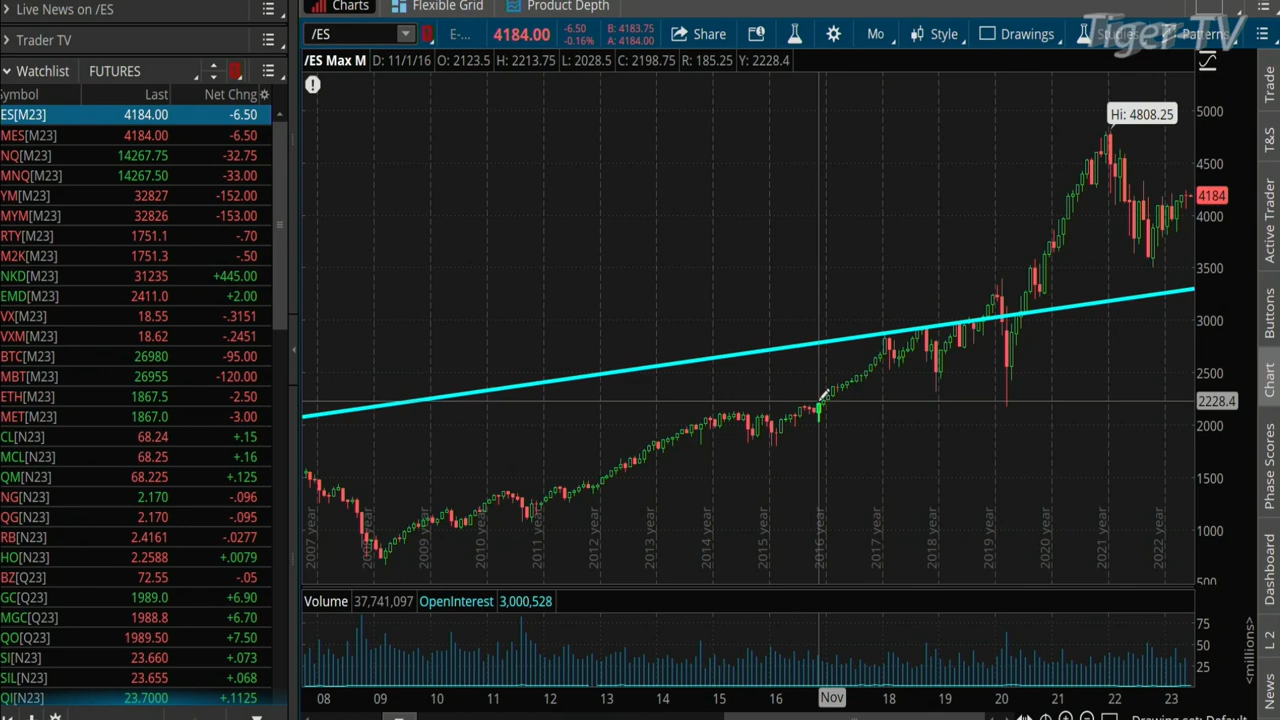 Live News on /ES
Charts
Flexible Grid
Product Depth
Tiger TV
Trader TV
/ES
E-...
4184.00
-6.50
-0.16%
B: 4183.75
A: 4184.00
Share
Mo
Style
Drawings
Studies
Patterns
Watchlist
FUTURES
/ES Max M
D: 11/1/16
O: 2123.5
H: 2213.75
L: 2028.5
C: 2198.75
R: 185.25
Y: 2228.4
Symbol Last Net Chng
ES[M23] 4184.00 -6.50
MES[M23] 4184.00 -6.50
NQ[M23] 14267.75 -32.75
MNQ[M23] 14267.50 -33.00
YM[M23] 32827 -152.00
MYM[M23] 32826 -153.00
RTY[M23] 1751.1 -.70
M2K[M23] 1751.3 -.50
NKD[M23] 31235 +445.00
EMD[M23] 2411.0 +2.00
VX[M23] 18.55 -.3151
VXM[M23] 18.62 -.2451
BTC[M23] 26980 -95.00
MBT[M23] 26955 -120.00
ETH[M23] 1867.5 -2.50
MET[M23] 1867.0 -3.00
CL[N23] 68.24 +.15
MCL[N23] 68.25 +.16
QM[N23] 68.225 +.125
NG[N23] 2.170 -.096
QG[N23] 2.170 -.095
RB[N23] 2.4161 -.0277
HO[N23] 2.2588 +.0079
BZ[Q23] 72.55 -.05
GC[Q23] 1989.0 +6.90
MGC[Q23] 1988.8 +6.70
QO[Q23] 1989.50 +7.50
SI[N23] 23.660 +.073
SIL[N23] 23.655 +.068
QI[N23] 23.7000 +.1125
Hi: 4808.25
5000
4500
4184
4000
3500
3000
2500
2228.4
2000
1500
1000
500
2007 year
2009 year
2010 year
2011 year
2012 year
2013 year
2014 year
2015 year
2016 year
2017 year
2018 year
2019 year
2020 year
2021 year
2022 year
Volume 37,741,097 OpenInterest 3,000,528
75
50
25
<millions>
08 09 10 11 12 13 14 15 16 Nov 18 19 20 21 22 23
Drawing set: Default
Trade
T&S
Active Trader
Buttons
Chart
Phase Scores
Dashboard
L 2
News